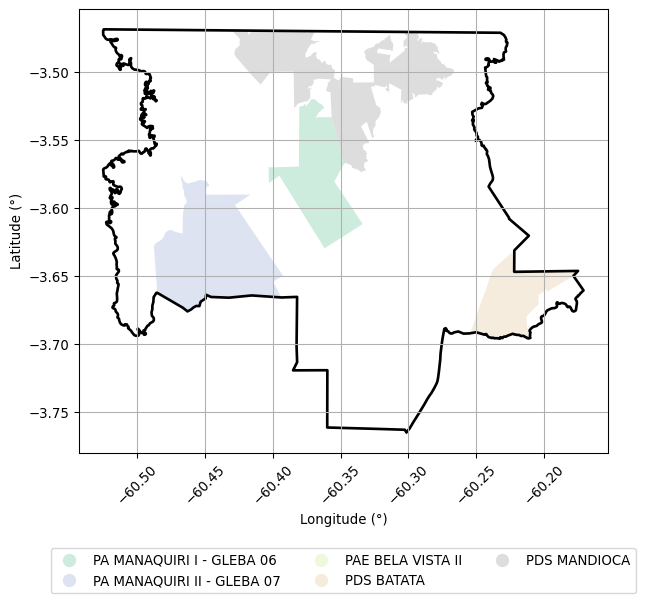 −3.50
−3.55
−3.60
−3.65
−3.70
−3.75
Latitude (°)
−60.50
−60.45
−60.40
−60.35
−60.30
−60.25
−60.20
Longitude (°)
PA MANAQUIRI I - GLEBA 06
PA MANAQUIRI II - GLEBA 07
PAE BELA VISTA II
PDS BATATA
PDS MANDIOCA